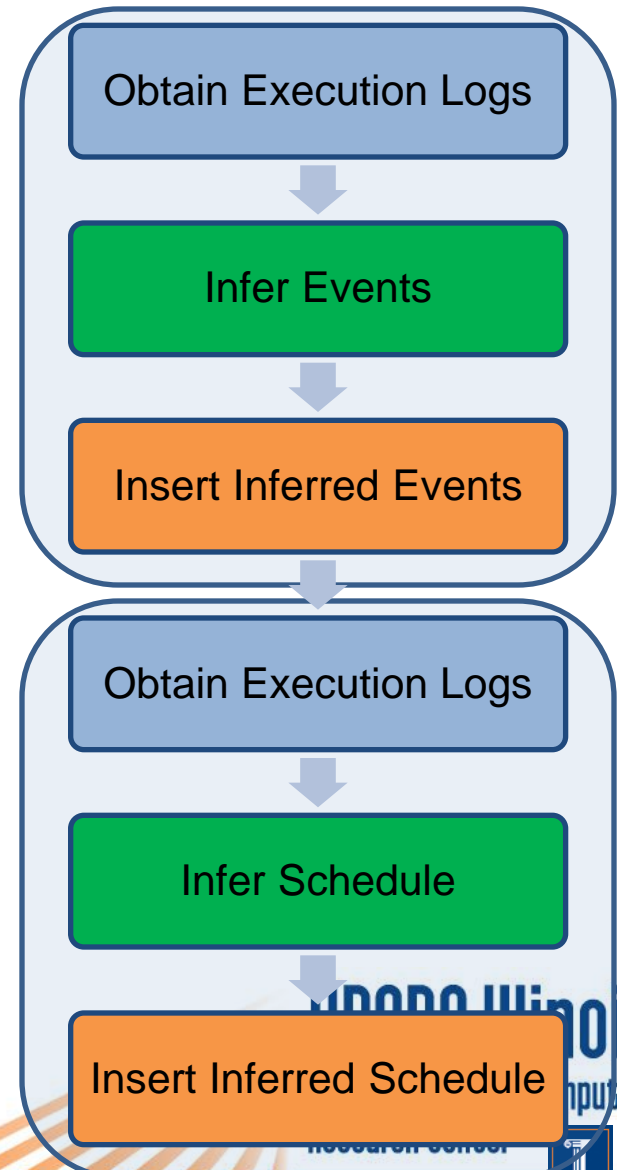 Obtain Execution Logs
Infer Events
Insert Inferred Events
Obtain Execution Logs
Infer Schedule
Insert Inferred Schedule